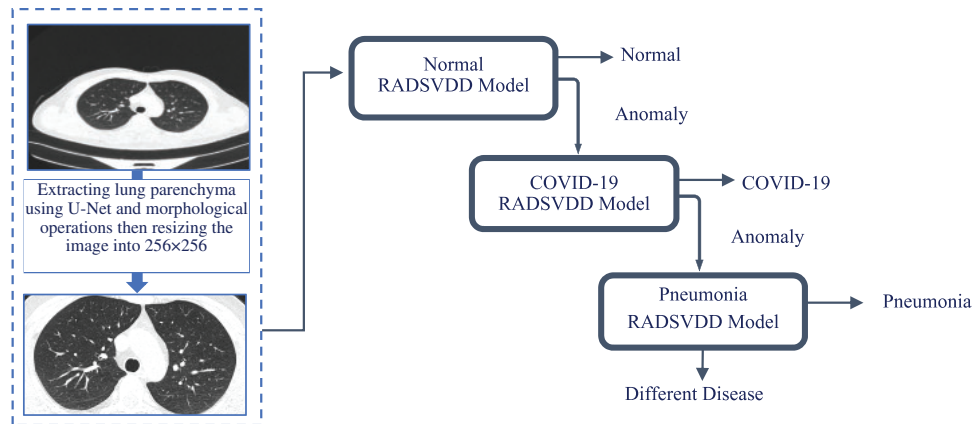 Extracting lung parenchyma
using U-Net and morphological
operations then resizing the
image into 256×256
Normal
RADSVDD Model
Normal
Anomaly
COVID-19
RADSVDD Model
COVID-19
Anomaly
Pneumonia
RADSVDD Model
Pneumonia
Different Disease